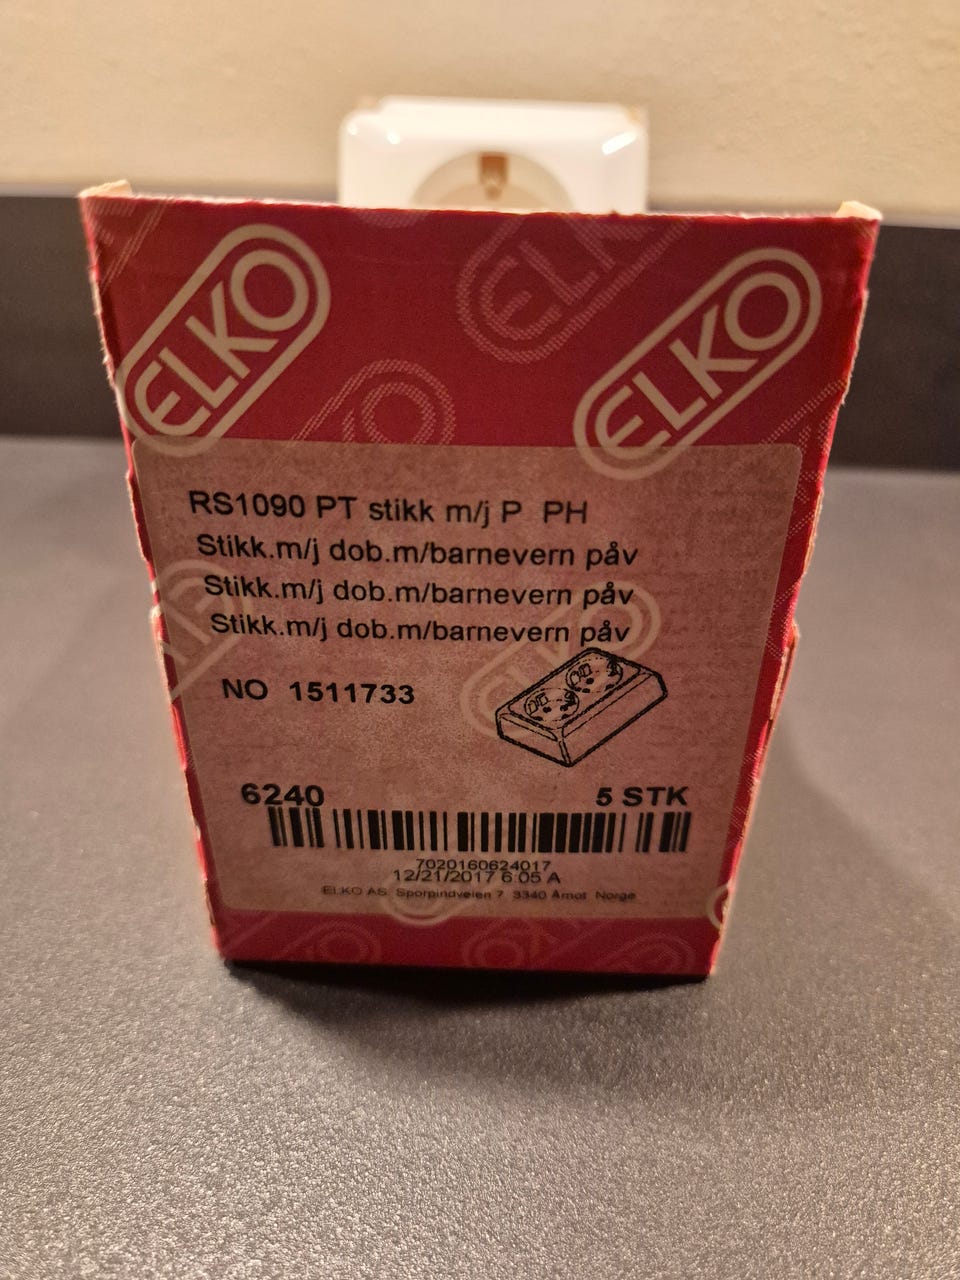 ELKO
ELKO
ELKO
RS1090 PT stikk m/j P PH
Stikk.m/j dob.m/barnevern påv
Stikk.m/j dob.m/barnevern påv
Stikk.m/j dob.m/barnevern påv
NO 1511733
6240
5 STK
7020160624017
12/21/2017 6:05 A
ELKO AS, Sporpindveien 7, 3340 Åmot, Norge